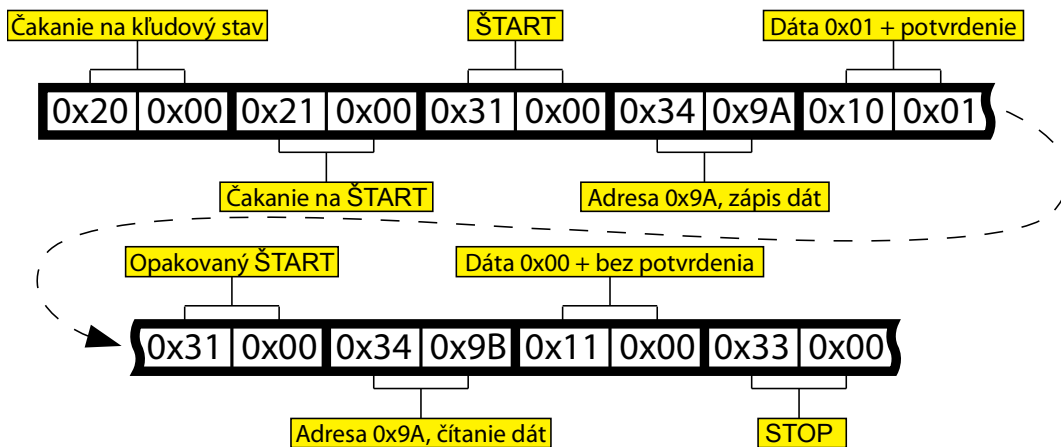 Čakanie na kľudový stav
ŠTART
Dáta 0x01 + potvrdenie
0x20 0x00 0x21 0x00 0x31 0x00 0x34 0x9A 0x10 0x01
Čakanie na ŠTART
Adresa 0x9A, zápis dát
Opakovaný ŠTART
Dáta 0x00 + bez potvrdenia
0x31 0x00 0x34 0x9B 0x11 0x00 0x33 0x00
Adresa 0x9A, čítanie dát
STOP